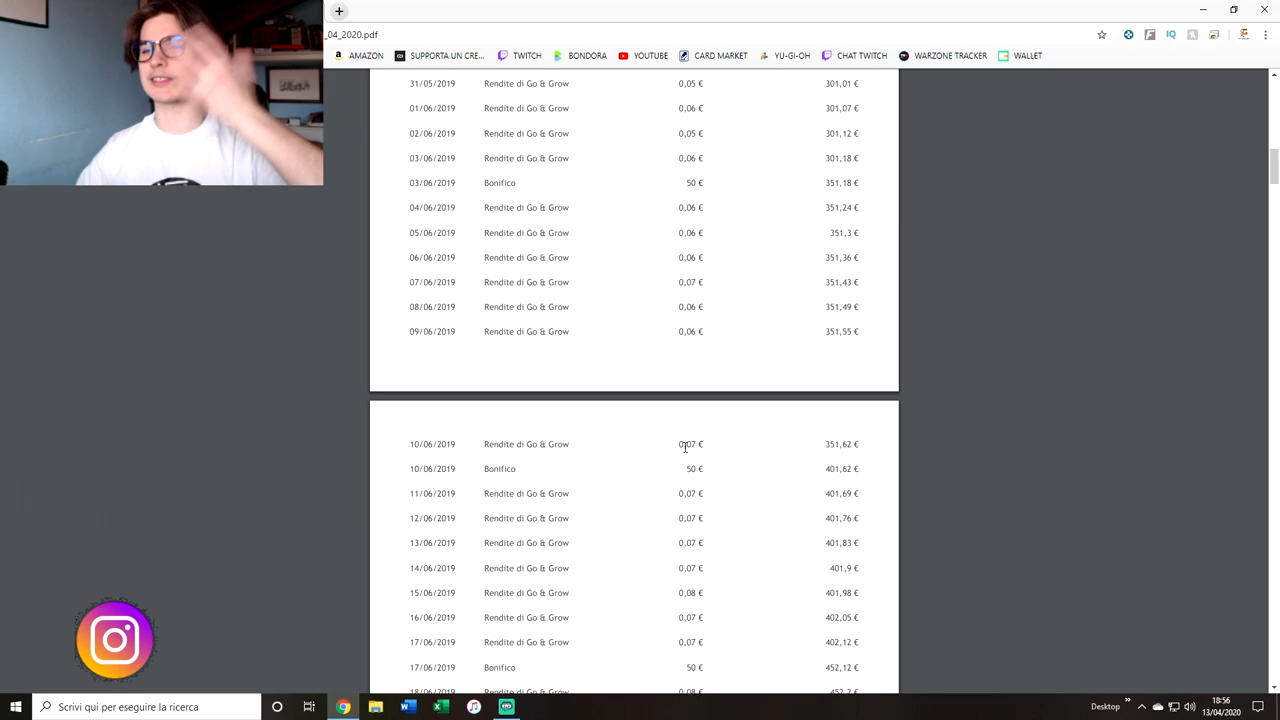 _04_2020.pdf
AMAZON SUPPORTA UN CRE... TWITCH BONDORA YOUTUBE CARD MARKET YU-GI-OH CHAT TWITCH WARZONE TRACKER WALLET
31/05/2019 Rendite di Go & Grow 0,05 € 301,01 €
01/06/2019 Rendite di Go & Grow 0,06 € 301,07 €
02/06/2019 Rendite di Go & Grow 0,05 € 301,12 €
03/06/2019 Rendite di Go & Grow 0,06 € 301,18 €
03/06/2019 Bonifico 50 € 351,18 €
04/06/2019 Rendite di Go & Grow 0,06 € 351,24 €
05/06/2019 Rendite di Go & Grow 0,06 € 351,3 €
06/06/2019 Rendite di Go & Grow 0,06 € 351,36 €
07/06/2019 Rendite di Go & Grow 0,07 € 351,43 €
08/06/2019 Rendite di Go & Grow 0,06 € 351,49 €
09/06/2019 Rendite di Go & Grow 0,06 € 351,55 €
10/06/2019 Rendite di Go & Grow 0,07 € 351,62 €
10/06/2019 Bonifico 50 € 401,62 €
11/06/2019 Rendite di Go & Grow 0,07 € 401,69 €
12/06/2019 Rendite di Go & Grow 0,07 € 401,76 €
13/06/2019 Rendite di Go & Grow 0,07 € 401,83 €
14/06/2019 Rendite di Go & Grow 0,07 € 401,9 €
15/06/2019 Rendite di Go & Grow 0,08 € 401,98 €
16/06/2019 Rendite di Go & Grow 0,07 € 402,05 €
17/06/2019 Rendite di Go & Grow 0,07 € 402,12 €
17/06/2019 Bonifico 50 € 452,12 €
18/06/2019 Rendite di Go & Grow 0,08 € 452,2 €
Scrivi qui per eseguire la ricerca
Desktop
18:56
13/04/2020